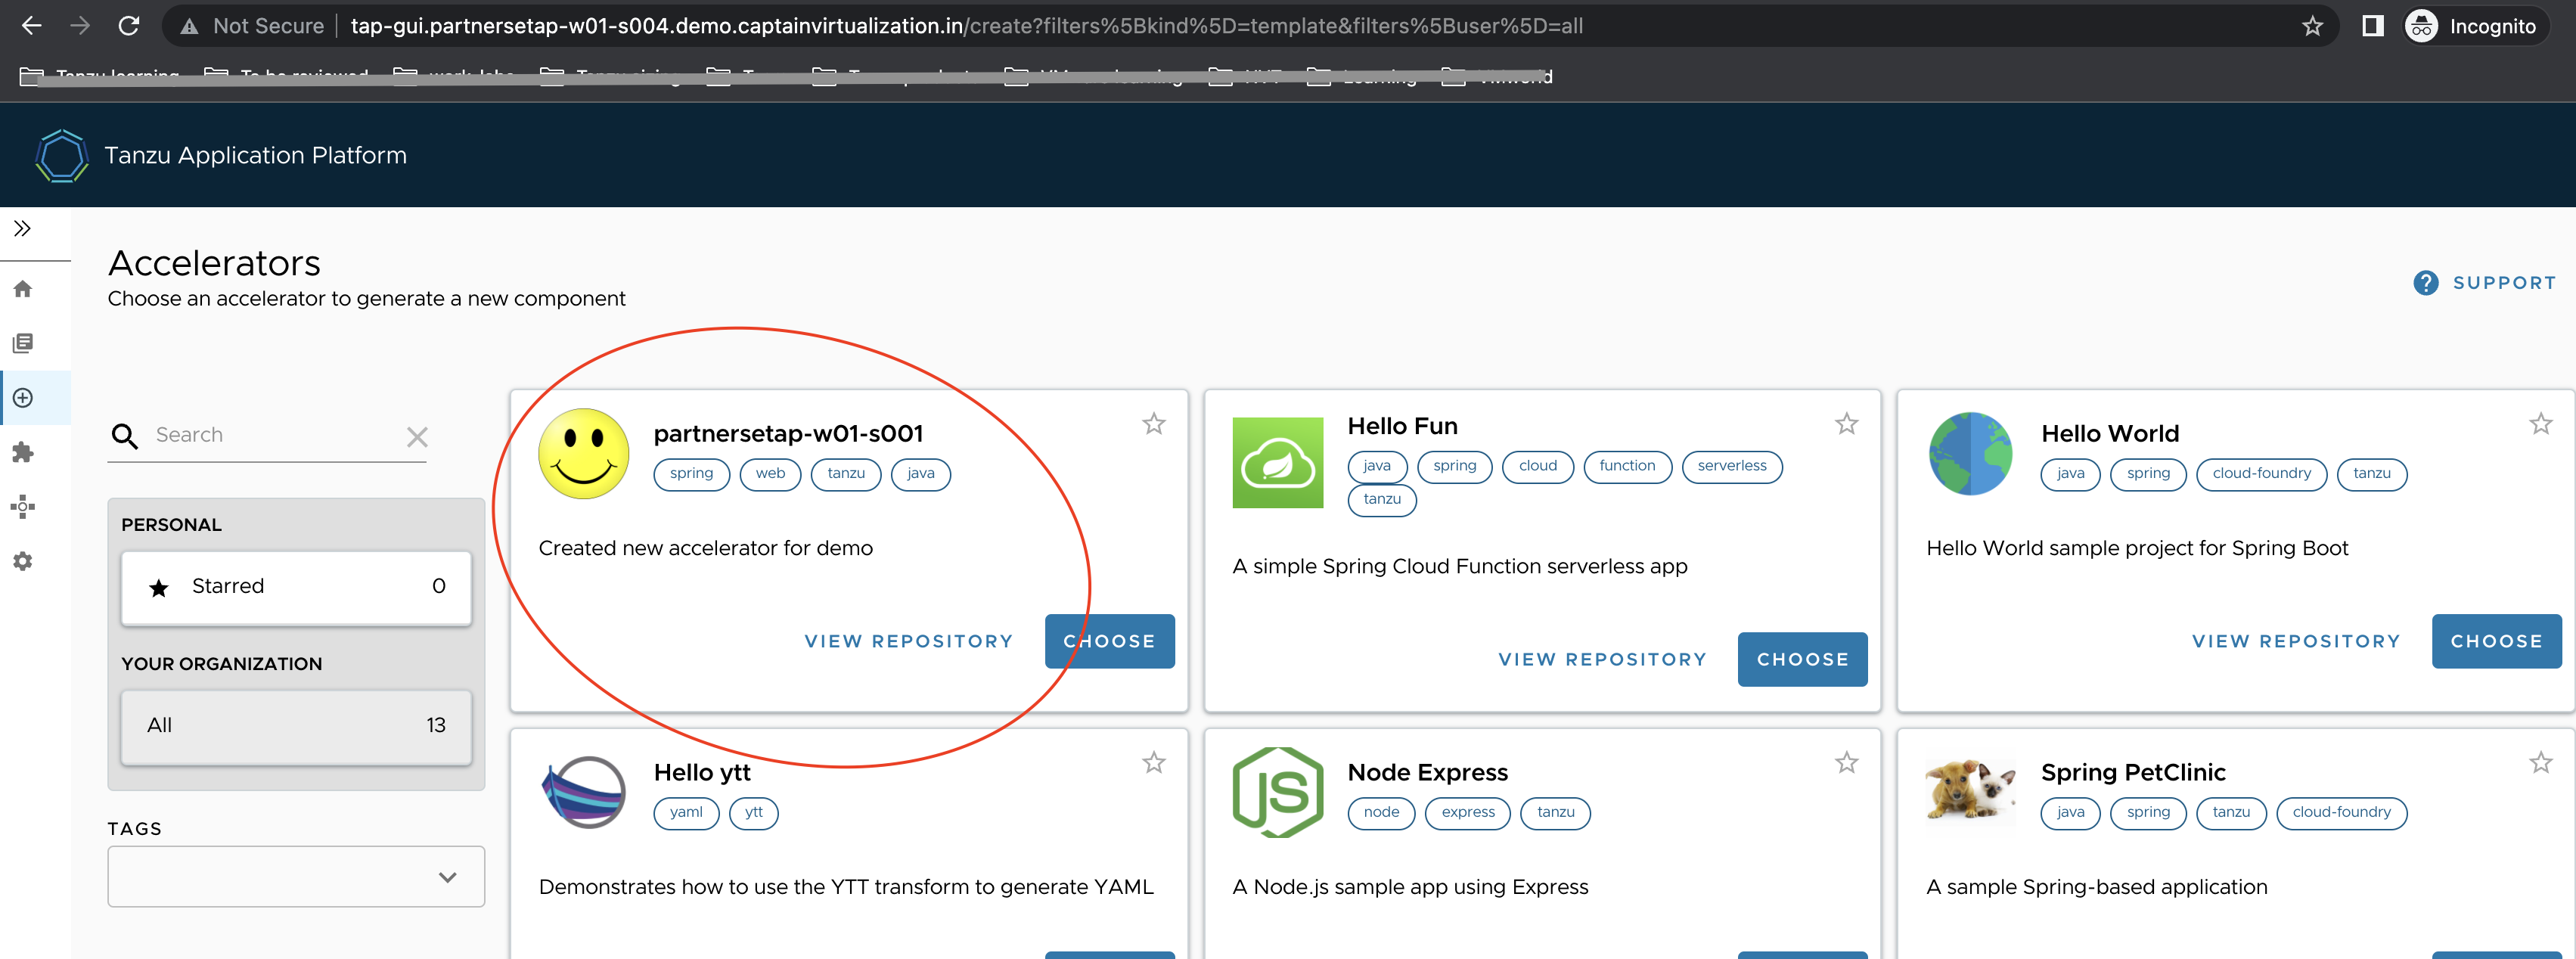 Not Secure
tap-gui.partnersetap-w01-s004.demo.captainvirtualization.in/create?filters%5Bkind%5D=template&filters%5Buser%5D=all
Incognito
Tanzu Application Platform
Accelerators
Choose an accelerator to generate a new component
? SUPPORT
Search
PERSONAL
Starred 0
YOUR ORGANIZATION
All 13
TAGS
partnersetap-w01-s001
spring web tanzu java
Created new accelerator for demo
VIEW REPOSITORY CHOOSE
Hello Fun
java spring cloud function serverless
tanzu
A simple Spring Cloud Function serverless app
VIEW REPOSITORY CHOOSE
Hello World
java spring cloud-foundry tanzu
Hello World sample project for Spring Boot
VIEW REPOSITORY CHOOSE
Hello ytt
yaml ytt
Demonstrates how to use the YTT transform to generate YAML
JS
Node Express
node express tanzu
A Node.js sample app using Express
Spring PetClinic
java spring tanzu cloud-foundry
A sample Spring-based application